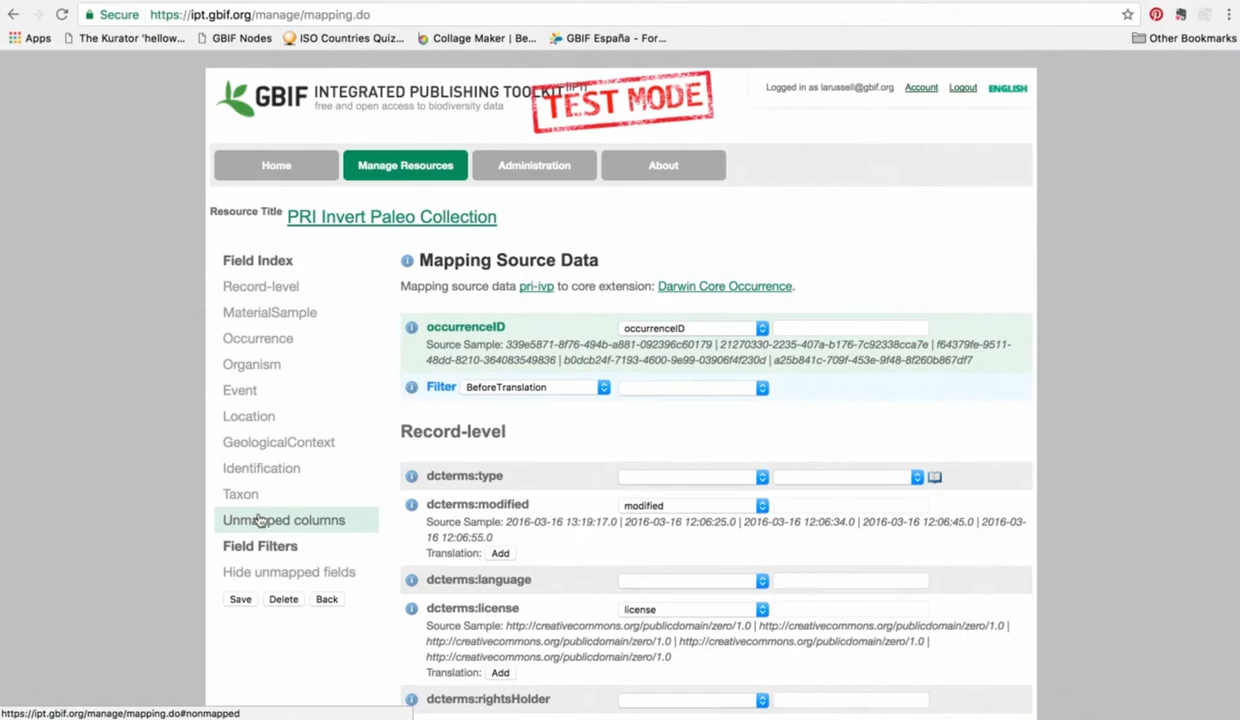 Secure https://ipt.gbif.org/manage/mapping.do
Apps The Kurator 'hellow... GBIF Nodes ISO Countries Quiz... Collage Maker | Be... GBIF España - For... Other Bookmarks
GBIF INTEGRATED PUBLISHING TOOLKIT (IPT)
free and open access to biodiversity data
TEST MODE
Logged in as larussell@gbif.org Account Logout ENGLISH
Home Manage Resources Administration About
Resource Title PRI Invert Paleo Collection
Field Index
Record-level
MaterialSample
Occurrence
Organism
Event
Location
GeologicalContext
Identification
Taxon
Unmapped columns
Field Filters
Hide unmapped fields
Save Delete Back
Mapping Source Data
Mapping source data pri-ivp to core extension: Darwin Core Occurrence.
occurrenceID occurrenceID
Source Sample: 339e5871-8f76-494b-a881-092396c60179 | 21270330-2235-407a-b176-7c92338cca7e | f64379fe-9511-
48dd-8210-364083549836 | b0dcb24f-7193-4600-9e99-03906f4f230d | a25b841c-709f-453e-9f48-8f260b867df7
Filter BeforeTranslation
Record-level
dcterms:type
dcterms:modified modified
Source Sample: 2016-03-16 13:19:17.0 | 2016-03-16 12:06:25.0 | 2016-03-16 12:06:34.0 | 2016-03-16 12:06:45.0 | 2016-03-
16 12:06:55.0
Translation: Add
dcterms:language
dcterms:license license
Source Sample: http://creativecommons.org/publicdomain/zero/1.0 | http://creativecommons.org/publicdomain/zero/1.0 |
http://creativecommons.org/publicdomain/zero/1.0 | http://creativecommons.org/publicdomain/zero/1.0 |
http://creativecommons.org/publicdomain/zero/1.0
Translation: Add
dcterms:rightsHolder
https://ipt.gbif.org/manage/mapping.do#nonmapped